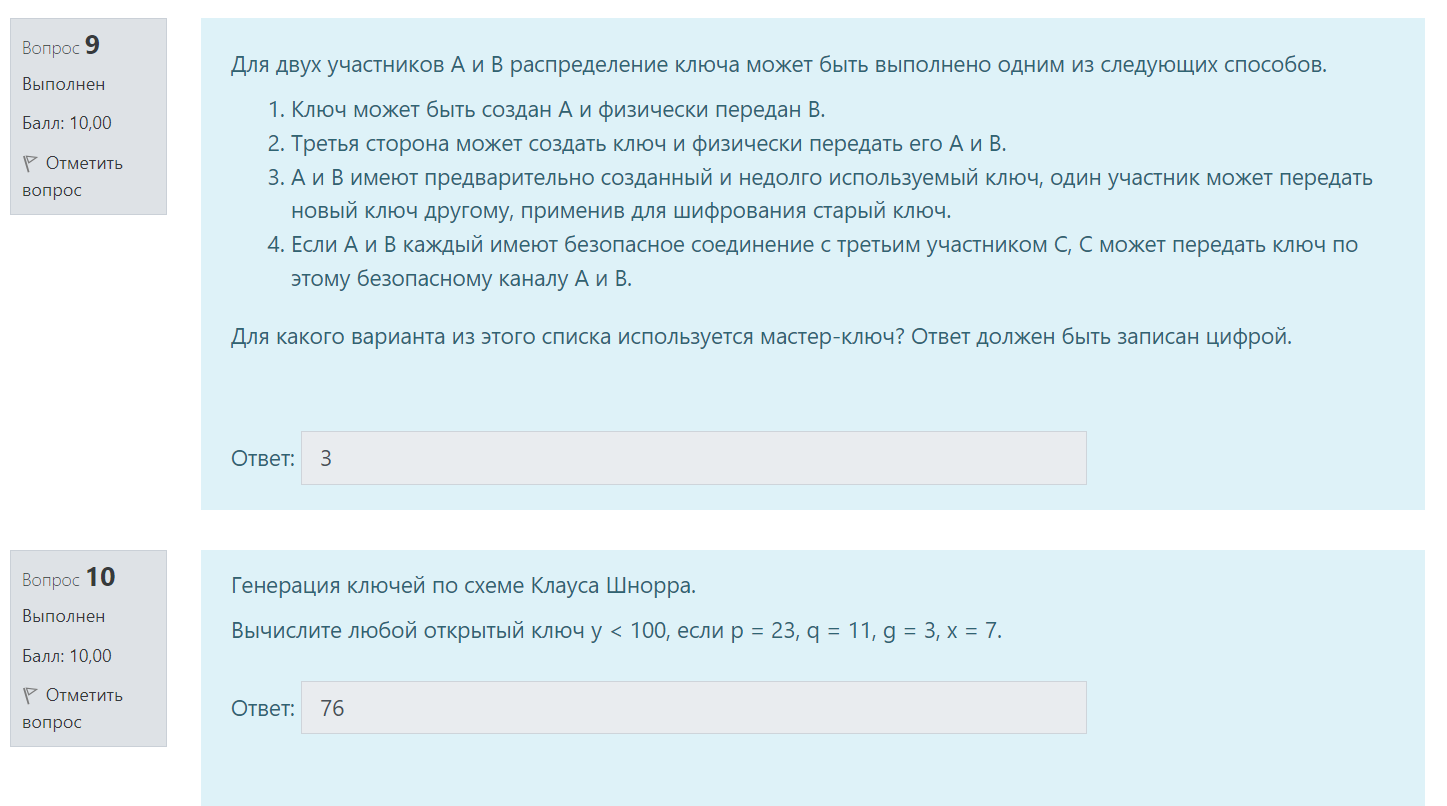 Вопрос 9
Выполнен
Балл: 10,00
Отметить
вопрос
Для двух участников А и В распределение ключа может быть выполнено одним из следующих способов.
1. Ключ может быть создан А и физически передан В.
2. Третья сторона может создать ключ и физически передать его А и В.
3. А и В имеют предварительно созданный и недолго используемый ключ, один участник может передать
новый ключ другому, применив для шифрования старый ключ.
4. Если А и В каждый имеют безопасное соединение с третьим участником С, С может передать ключ по
этому безопасному каналу А и В.
Для какого варианта из этого списка используется мастер-ключ? Ответ должен быть записан цифрой.
Ответ: 3
Вопрос 10
Выполнен
Балл: 10,00
Отметить
вопрос
Генерация ключей по схеме Клауса Шнорра.
Вычислите любой открытый ключ y < 100, если p = 23, q = 11, g = 3, x = 7.
Ответ: 76